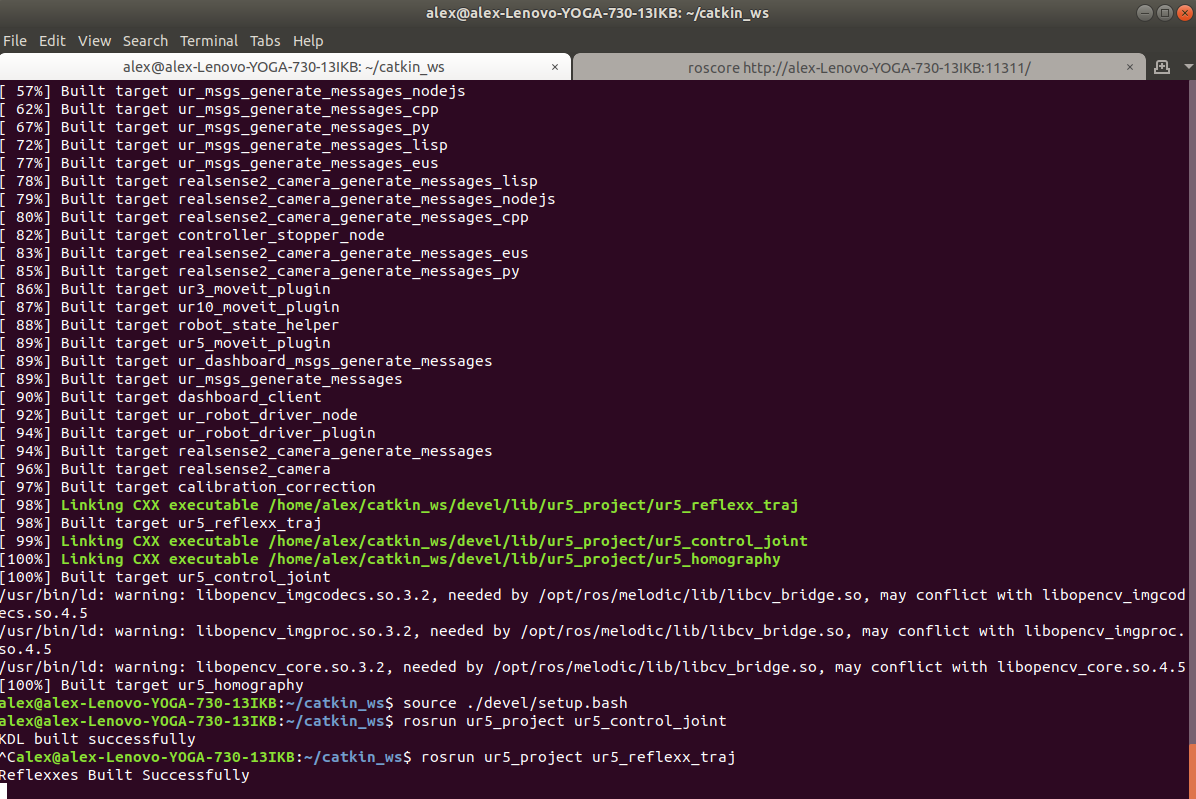 alex@alex-Lenovo-YOGA-730-13IKB: ~/catkin_ws
File Edit View Search Terminal Tabs Help
alex@alex-Lenovo-YOGA-730-13IKB: ~/catkin_ws × roscore http://alex-Lenovo-YOGA-730-13IKB:11311/ ×
[ 57%] Built target ur_msgs_generate_messages_nodejs
[ 62%] Built target ur_msgs_generate_messages_cpp
[ 67%] Built target ur_msgs_generate_messages_py
[ 72%] Built target ur_msgs_generate_messages_lisp
[ 77%] Built target ur_msgs_generate_messages_eus
[ 78%] Built target realsense2_camera_generate_messages_lisp
[ 79%] Built target realsense2_camera_generate_messages_nodejs
[ 80%] Built target realsense2_camera_generate_messages_cpp
[ 82%] Built target controller_stopper_node
[ 83%] Built target realsense2_camera_generate_messages_eus
[ 85%] Built target realsense2_camera_generate_messages_py
[ 86%] Built target ur3_moveit_plugin
[ 87%] Built target ur10_moveit_plugin
[ 88%] Built target robot_state_helper
[ 89%] Built target ur5_moveit_plugin
[ 89%] Built target ur_dashboard_msgs_generate_messages
[ 89%] Built target ur_msgs_generate_messages
[ 90%] Built target dashboard_client
[ 92%] Built target ur_robot_driver_node
[ 94%] Built target ur_robot_driver_plugin
[ 94%] Built target realsense2_camera_generate_messages
[ 96%] Built target realsense2_camera
[ 97%] Built target calibration_correction
[ 98%] Linking CXX executable /home/alex/catkin_ws/devel/lib/ur5_project/ur5_reflexx_traj
[ 98%] Built target ur5_reflexx_traj
[ 99%] Linking CXX executable /home/alex/catkin_ws/devel/lib/ur5_project/ur5_control_joint
[100%] Linking CXX executable /home/alex/catkin_ws/devel/lib/ur5_project/ur5_homography
[100%] Built target ur5_control_joint
/usr/bin/ld: warning: libopencv_imgcodecs.so.3.2, needed by /opt/ros/melodic/lib/libcv_bridge.so, may conflict with libopencv_imgcod
ecs.so.4.5
/usr/bin/ld: warning: libopencv_imgproc.so.3.2, needed by /opt/ros/melodic/lib/libcv_bridge.so, may conflict with libopencv_imgproc.
so.4.5
/usr/bin/ld: warning: libopencv_core.so.3.2, needed by /opt/ros/melodic/lib/libcv_bridge.so, may conflict with libopencv_core.so.4.5
[100%] Built target ur5_homography
alex@alex-Lenovo-YOGA-730-13IKB:~/catkin_ws$ source ./devel/setup.bash
alex@alex-Lenovo-YOGA-730-13IKB:~/catkin_ws$ rosrun ur5_project ur5_control_joint
KDL built successfully
^Calex@alex-Lenovo-YOGA-730-13IKB:~/catkin_ws$ rosrun ur5_project ur5_reflexx_traj
Reflexxes Built Successfully